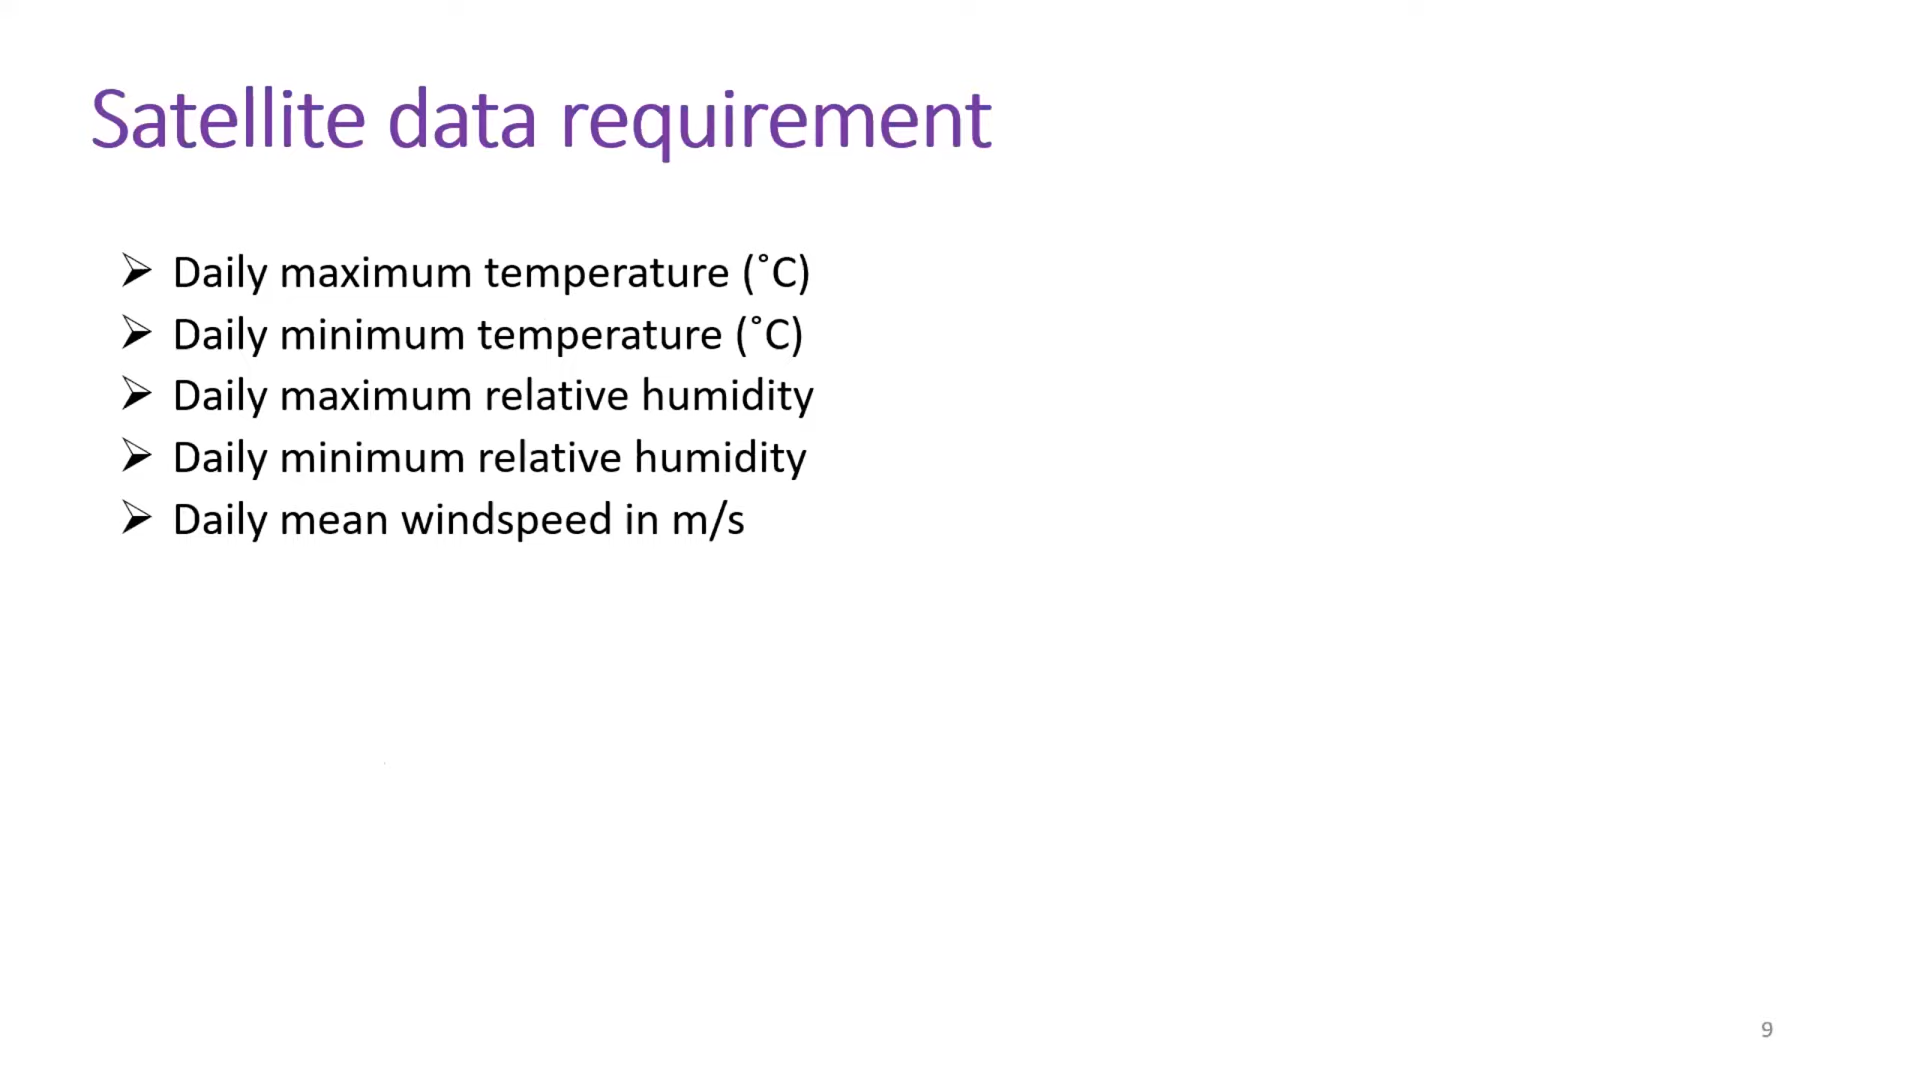 Satellite data requirement
➢ Daily maximum temperature (˚C)
➢ Daily minimum temperature (˚C)
➢ Daily maximum relative humidity
➢ Daily minimum relative humidity
➢ Daily mean windspeed in m/s
9